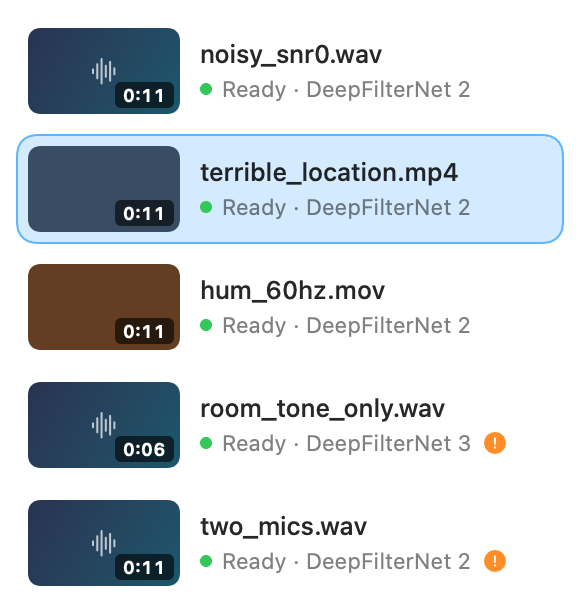 noisy_snr0.wav
0:11
Ready · DeepFilterNet 2
terrible_location.mp4
0:11
Ready · DeepFilterNet 2
hum_60hz.mov
0:11
Ready · DeepFilterNet 2
room_tone_only.wav
0:06
Ready · DeepFilterNet 3 !
two_mics.wav
0:11
Ready · DeepFilterNet 2 !